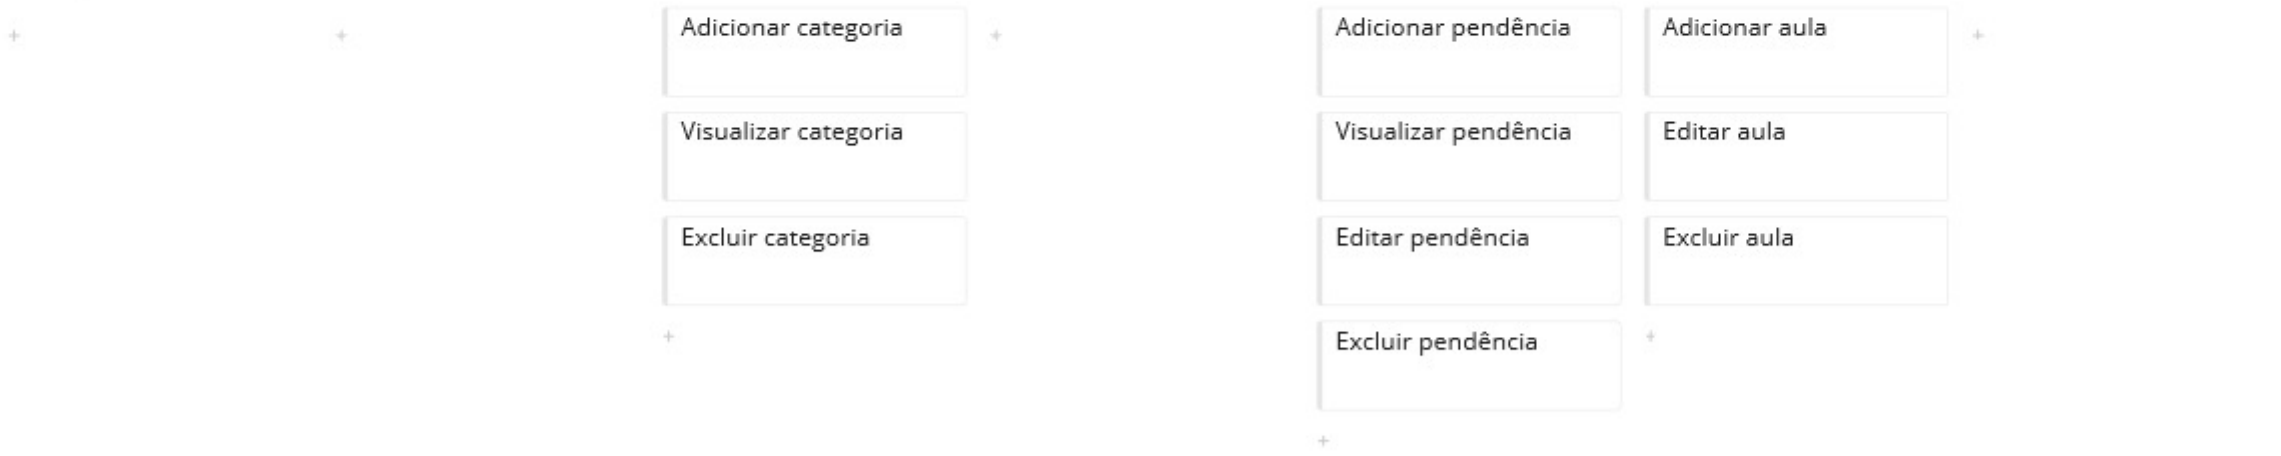 Adicionar categoria
Visualizar categoria
Excluir categoria
Adicionar pendência
Visualizar pendência
Editar pendência
Excluir pendência
Adicionar aula
Editar aula
Excluir aula